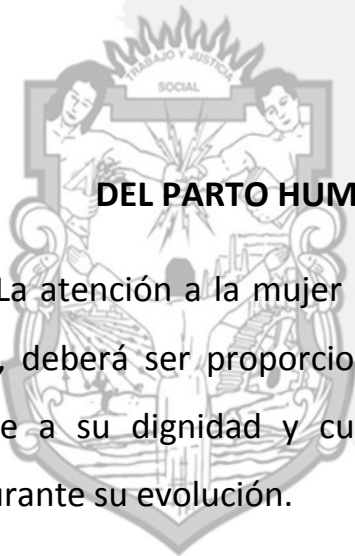 TRABAJO Y JUSTICIA
SOCIAL
DEL PARTO HUM
La atención a la mujer
, deberá ser proporcio
e a su dignidad y cu
urante su evolución.